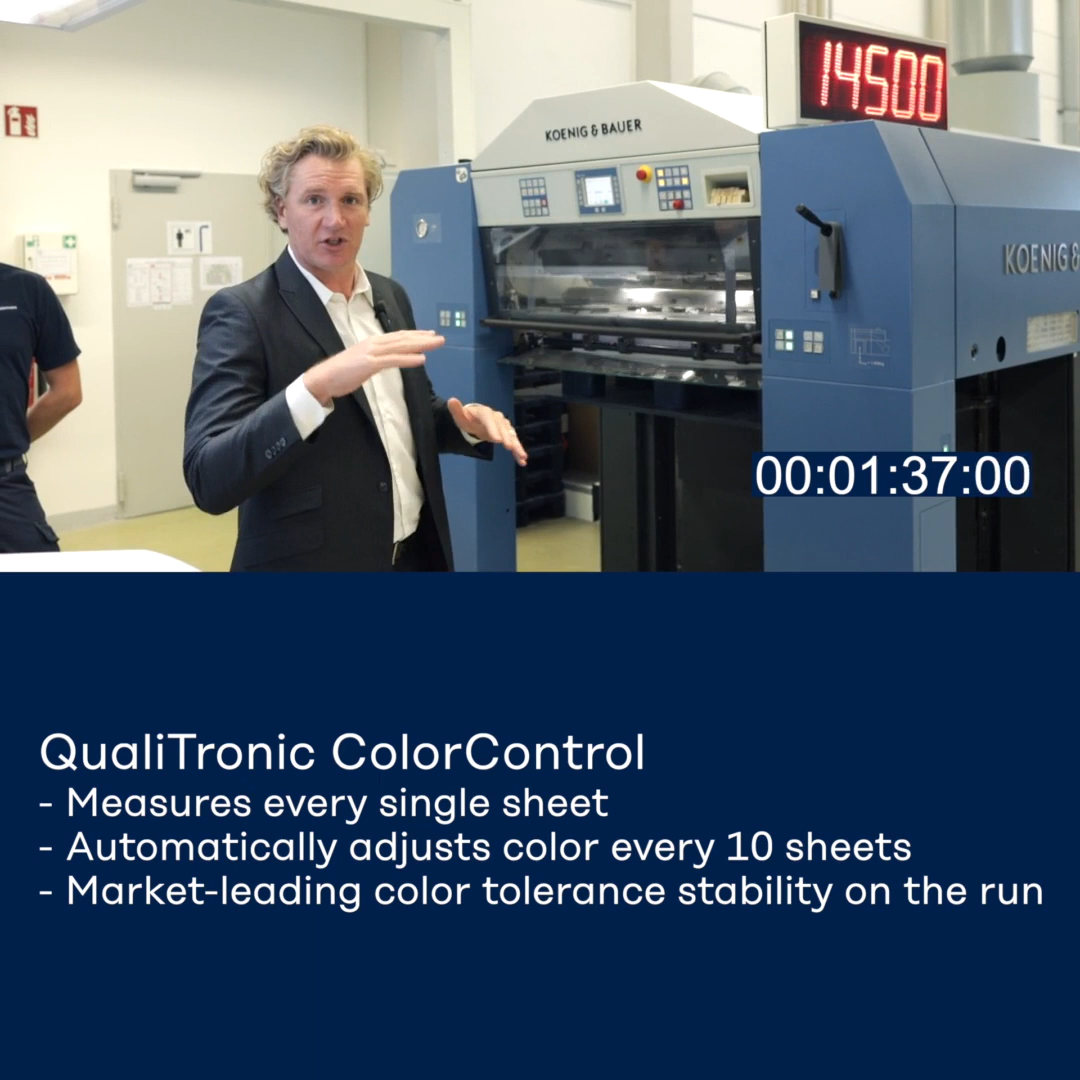 14500
KOENIG & BAUER
KOENIG &
00:01:37:00
QualiTronic ColorControl
- Measures every single sheet
- Automatically adjusts color every 10 sheets
- Market-leading color tolerance stability on the run